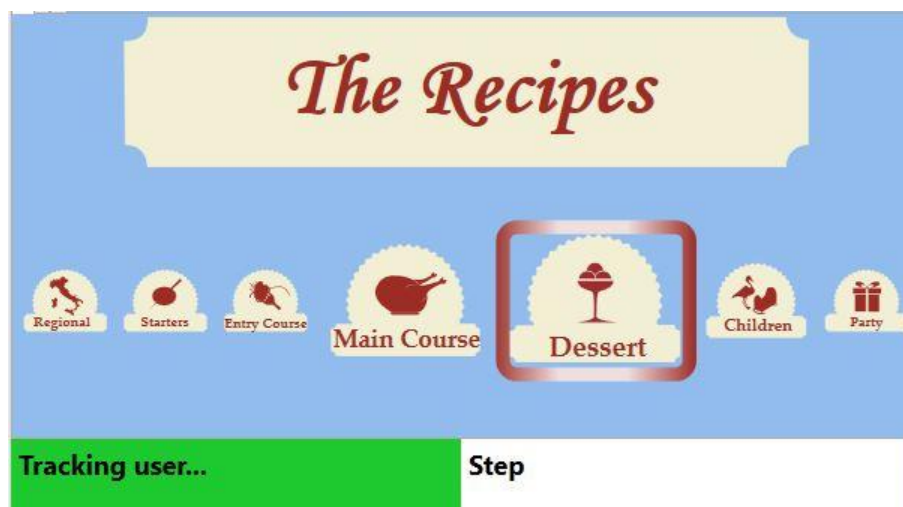 The Recipes
Regional
Starters
Entry Course
Main Course
Dessert
Children
Party
Tracking user...
Step